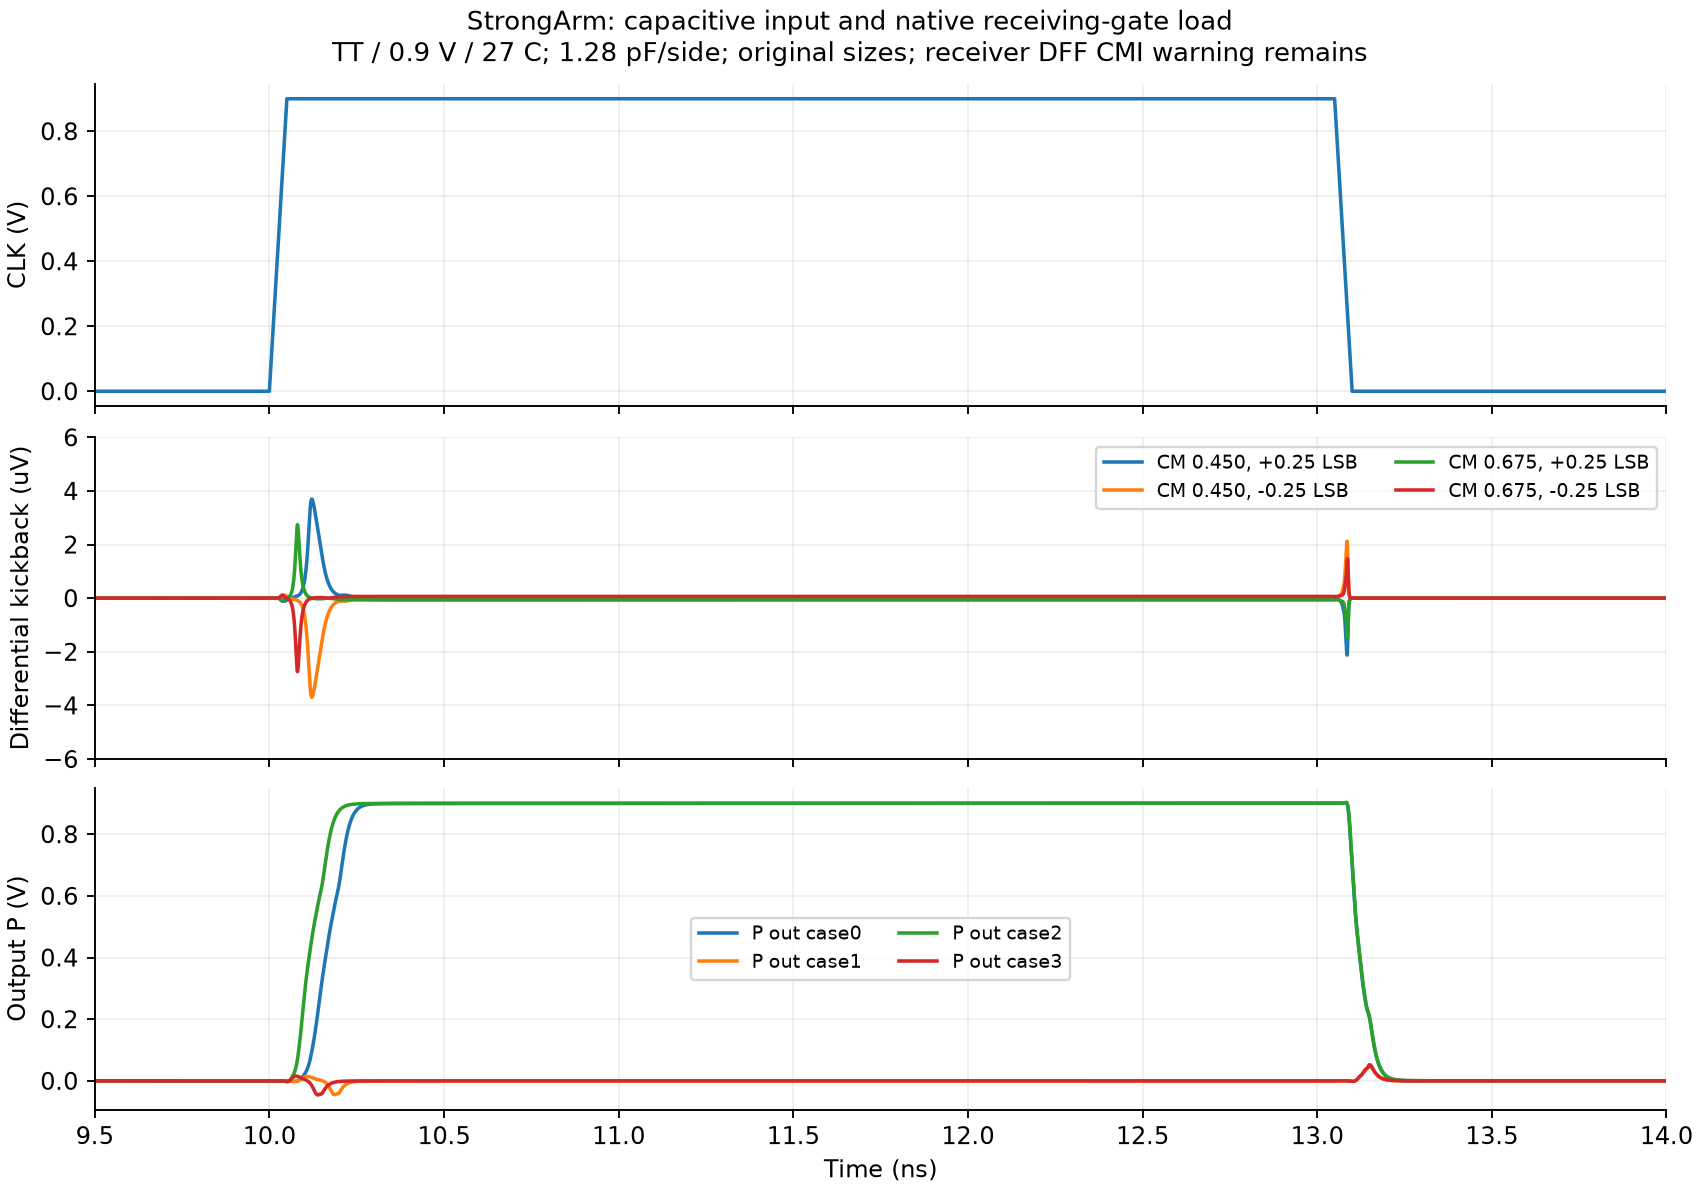 StrongArm: capacitive input and native receiving-gate load
TT / 0.9 V / 27 C; 1.28 pF/side; original sizes; receiver DFF CMI warning remains
CLK (V)
0.8
0.6
0.4
0.2
0.0
Differential kickback (uV)
6
4
2
0
−2
−4
−6
CM 0.450, +0.25 LSB
CM 0.450, -0.25 LSB
CM 0.675, +0.25 LSB
CM 0.675, -0.25 LSB
Output P (V)
0.8
0.6
0.4
0.2
0.0
P out case0
P out case1
P out case2
P out case3
9.5 10.0 10.5 11.0 11.5 12.0 12.5 13.0 13.5 14.0
Time (ns)